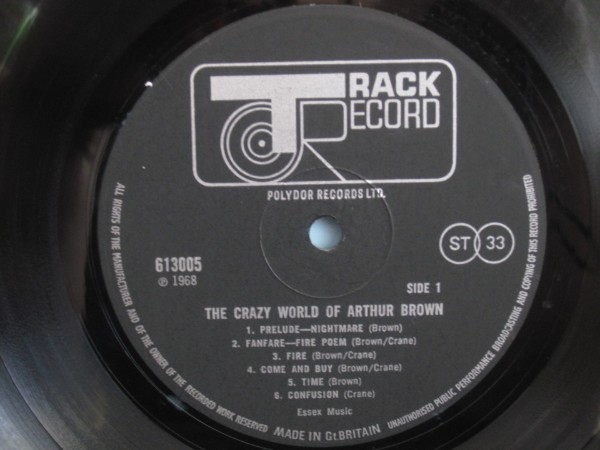 TRACK
RECORD
POLYDOR RECORDS LTD.
613005
℗ 1968
ST 33
SIDE 1
THE CRAZY WORLD OF ARTHUR BROWN
1. PRELUDE—NIGHTMARE (Brown)
2. FANFARE—FIRE POEM (Brown/Crane)
3. FIRE (Brown/Crane)
4. COME AND BUY (Brown/Crane)
5. TIME (Brown)
6. CONFUSION (Crane)
Essex Music
ALL RIGHTS OF THE MANUFACTURER AND OF THE OWNER OF THE RECORDED WORK RESERVED
MADE IN Gt.BRITAIN
UNAUTHORISED PUBLIC PERFORMANCE BROADCASTING AND COPYING OF THIS RECORD PROHIBITED